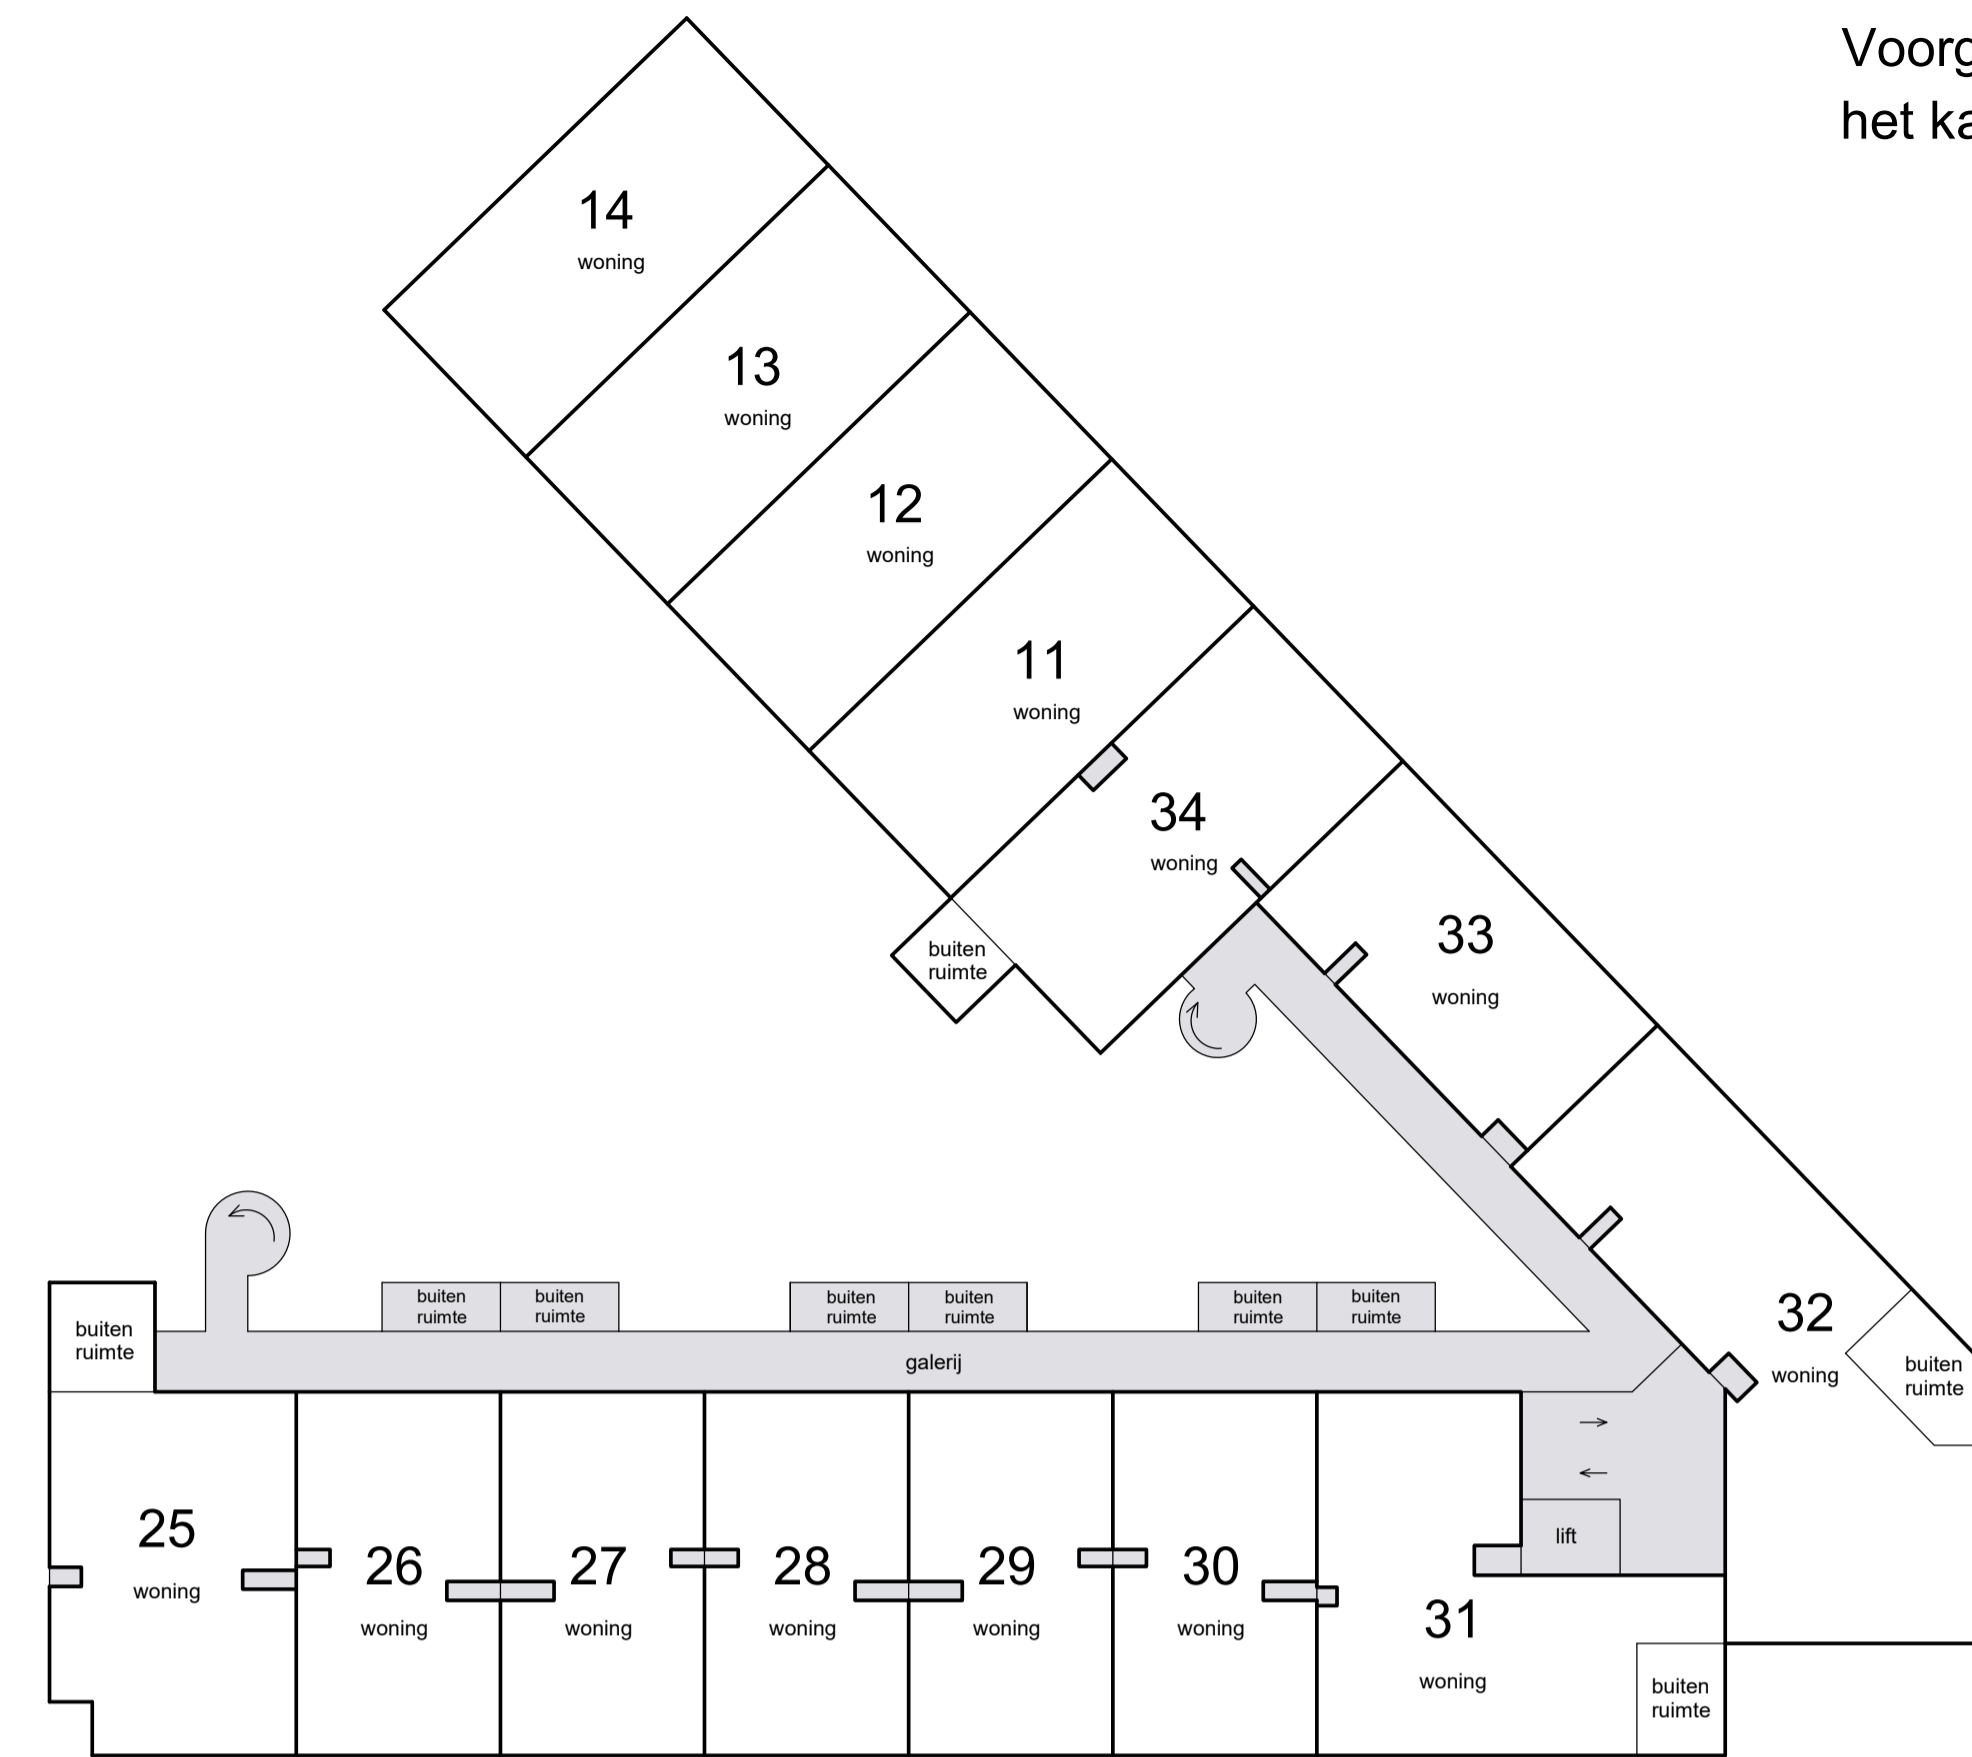 Voorg
het ka
14
woning
13
woning
12
woning
11
woning
34
woning
33
woning
buiten
ruimte
32
woning
buiten
ruimte
buiten
ruimte
buiten
ruimte
buiten
ruimte
buiten
ruimte
buiten
ruimte
buiten
ruimte
buiten
ruimte
galerij
25
woning
26
woning
27
woning
28
woning
29
woning
30
woning
31
woning
lift
buiten
ruimte